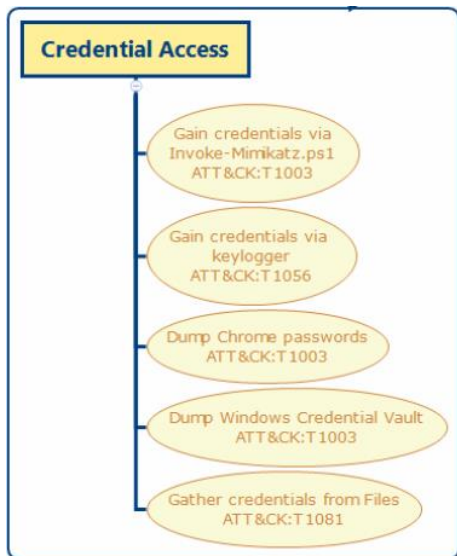 Credential Access
Gain credentials via
Invoke-Mimikatz.ps1
ATT&CK:T1003
Gain credentials via
keylogger
ATT&CK:T1056
Dump Chrome passwords
ATT&CK:T1003
Dump Windows Credential Vault
ATT&CK:T1003
Gather credentials from Files
ATT&CK:T1081